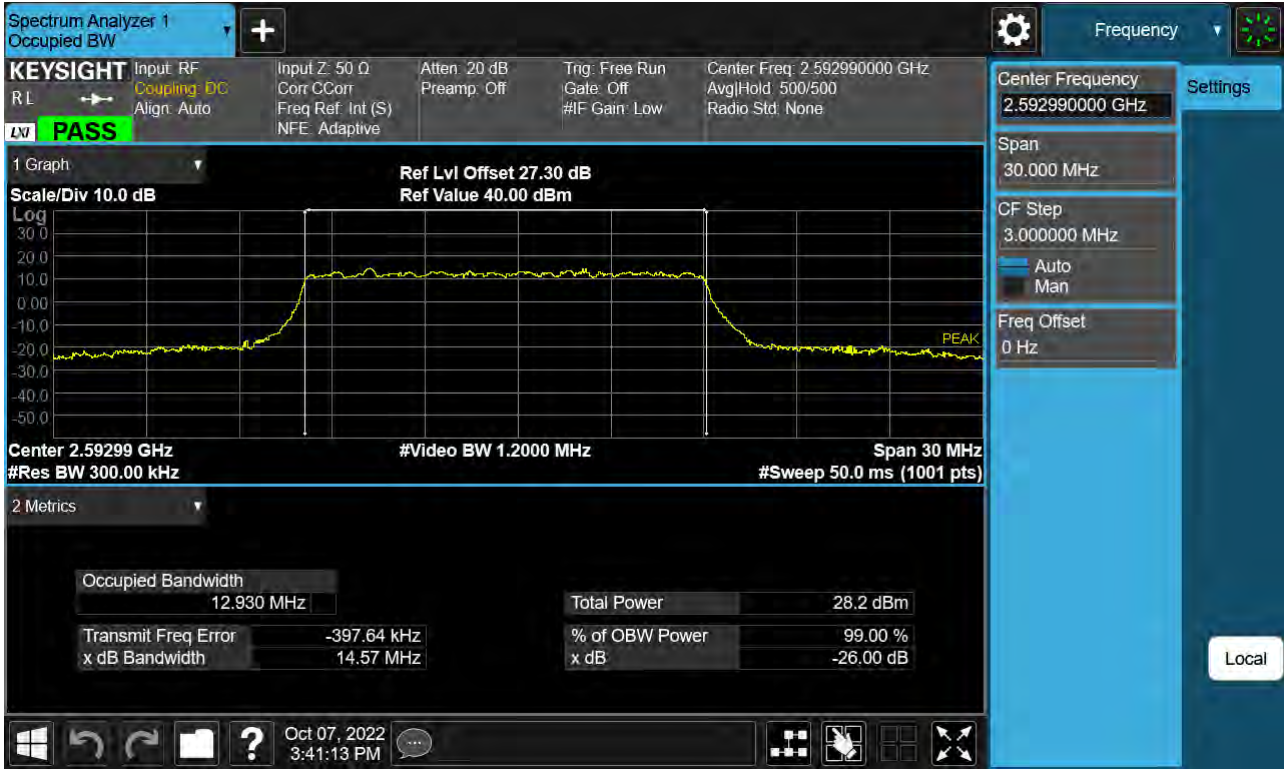 Spectrum Analyzer 1
Occupied BW
Frequency
KEYSIGHT
R L
LXI
PASS
Input: RF
Coupling: DC
Align: Auto
Input Z: 50 Ω
Corr CCorr
Freq Ref: Int (S)
NFE: Adaptive
Atten: 20 dB
Preamp: Off
Trig: Free Run
Gate: Off
#IF Gain: Low
Center Freq: 2.592990000 GHz
Avg|Hold: 500/500
Radio Std: None
1 Graph
Scale/Div 10.0 dB
Ref Lvl Offset 27.30 dB
Ref Value 40.00 dBm
Log
30.0
20.0
10.0
0.00
-10.0
-20.0
-30.0
-40.0
-50.0
PEAK
Center 2.59299 GHz
#Video BW 1.2000 MHz
Span 30 MHz
#Res BW 300.00 kHz
#Sweep 50.0 ms (1001 pts)
2 Metrics
Occupied Bandwidth
12.930 MHz
Total Power 28.2 dBm
Transmit Freq Error -397.64 kHz
% of OBW Power 99.00 %
x dB Bandwidth 14.57 MHz
x dB -26.00 dB
Center Frequency
2.592990000 GHz
Settings
Span
30.000 MHz
CF Step
3.000000 MHz
Auto
Man
Freq Offset
0 Hz
Local
?
Oct 07, 2022
3:41:13 PM